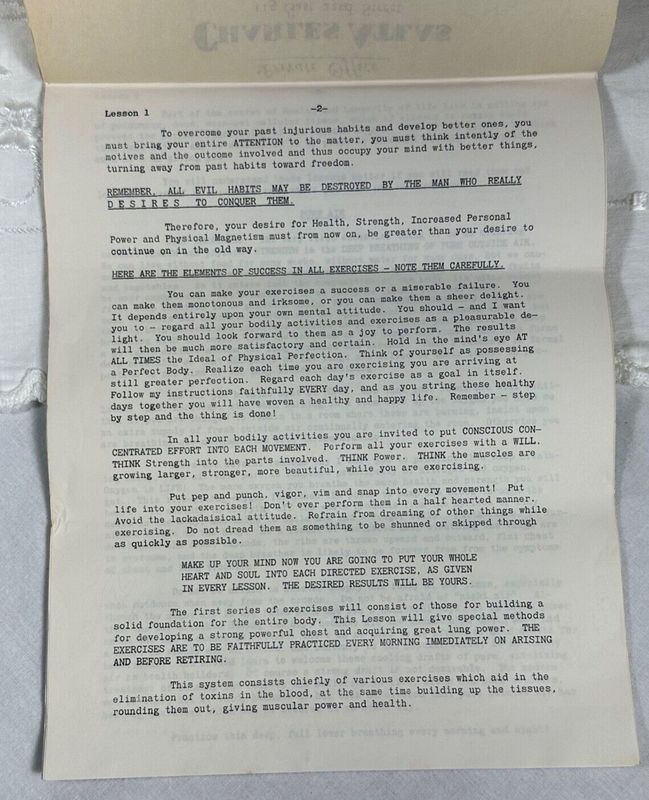 115 East 23rd Street
CHARLES ATLAS
Private Office
Lesson 1
-2-
To overcome your past injurious habits and develop better ones, you
must bring your entire ATTENTION to the matter, you must think intently of the
motives and the outcome involved and thus occupy your mind with better things,
turning away from past habits toward freedom.
REMEMBER, ALL EVIL HABITS MAY BE DESTROYED BY THE MAN WHO REALLY
DESIRES TO CONQUER THEM.
Therefore, your desire for Health, Strength, Increased Personal
Power and Physical Magnetism must from now on, be greater than your desire to
continue on in the old way.
HERE ARE THE ELEMENTS OF SUCCESS IN ALL EXERCISES - NOTE THEM CAREFULLY.
You can make your exercises a success or a miserable failure. You
can make them monotonous and irksome, or you can make them a sheer delight.
It depends entirely upon your own mental attitude. You should - and I want
you to - regard all your bodily activities and exercises as a pleasurable de-
light. You should look forward to them as a joy to perform. The results
will then be much more satisfactory and certain. Hold in the mind's eye AT
ALL TIMES the Ideal of Physical Perfection. Think of yourself as possessing
a Perfect Body. Realize each time you are exercising you are arriving at
still greater perfection. Regard each day's exercise as a goal in itself.
Follow my instructions faithfully EVERY day, and as you string these healthy
days together you will have woven a healthy and happy life. Remember - step
by step and the thing is done!
In all your bodily activities you are invited to put CONSCIOUS CON-
CENTRATED EFFORT INTO EACH MOVEMENT. Perform all your exercises with a WILL.
THINK Strength into the parts involved. THINK Power. THINK the muscles are
growing larger, stronger, more beautiful, while you are exercising.
Put pep and punch, vigor, vim and snap into every movement! Put
life into your exercises! Don't ever perform them in a half hearted manner.
Avoid the lackadaisical attitude. Refrain from dreaming of other things while
exercising. Do not dread them as something to be shunned or skipped through
as quickly as possible.
MAKE UP YOUR MIND NOW YOU ARE GOING TO PUT YOUR WHOLE
HEART AND SOUL INTO EACH DIRECTED EXERCISE, AS GIVEN
IN EVERY LESSON. THE DESIRED RESULTS WILL BE YOURS.
The first series of exercises will consist of those for building a
solid foundation for the entire body. This Lesson will give special methods
for developing a strong powerful chest and acquiring great lung power. THE
EXERCISES ARE TO BE FAITHFULLY PRACTICED EVERY MORNING IMMEDIATELY ON ARISING
AND BEFORE RETIRING.
This system consists chiefly of various exercises which aid in the
elimination of toxins in the blood, at the same time building up the tissues,
rounding them out, giving muscular power and health.